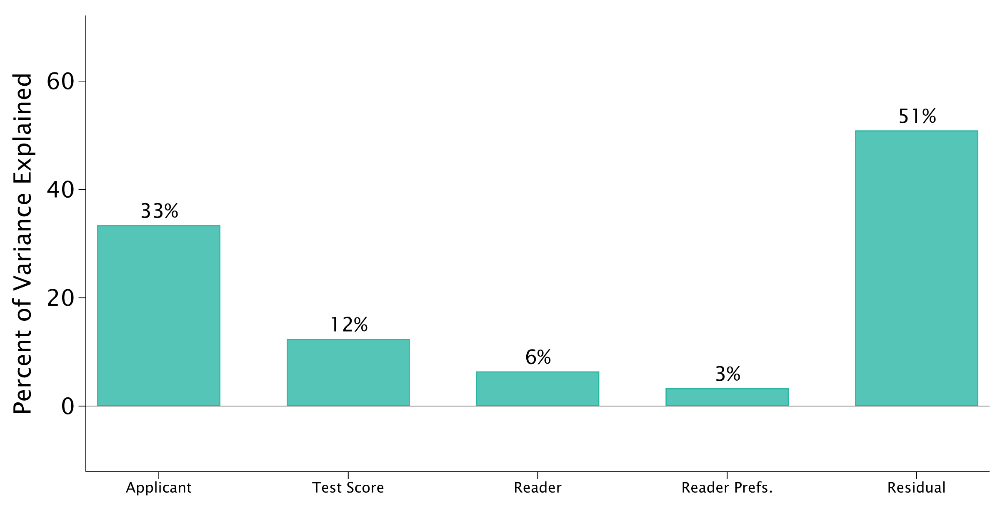 Percent of Variance Explained
60
40
20
0
33%
12%
6%
3%
51%
Applicant
Test Score
Reader
Reader Prefs.
Residual